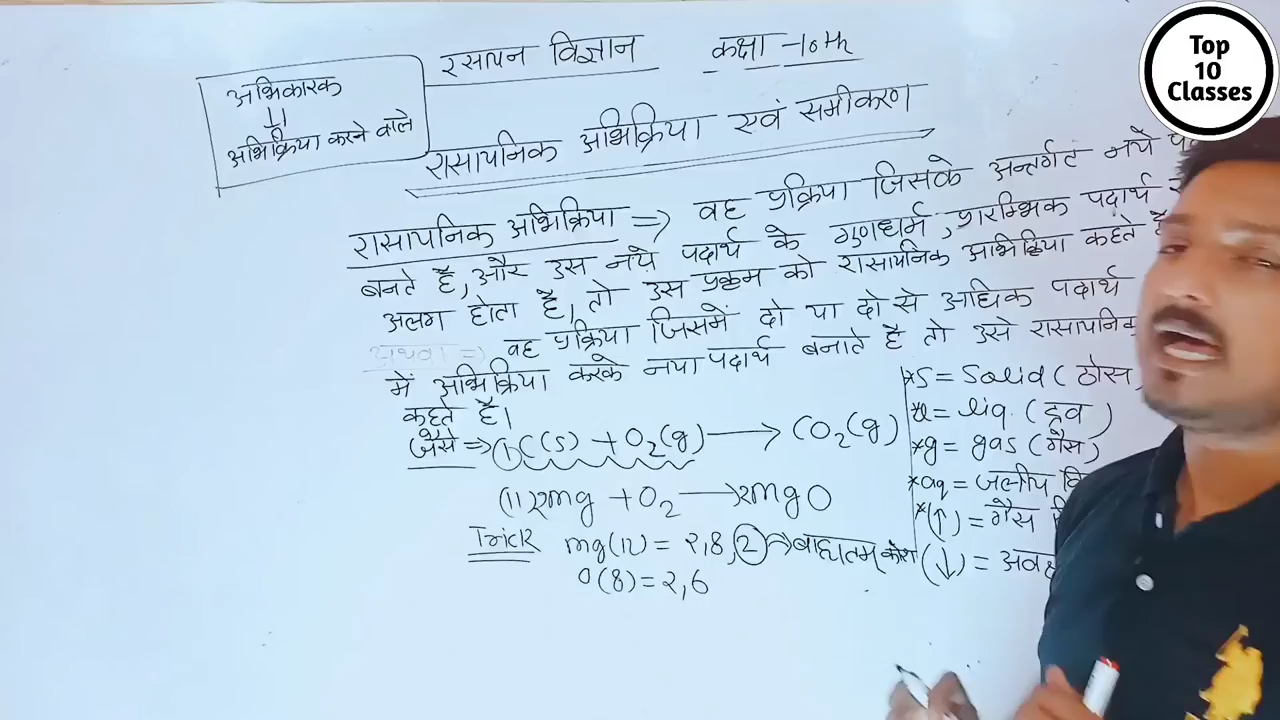 Top
10
Classes
रसायन विज्ञान कक्षा -10th
अभिकारक
⇓
अभिक्रिया करने वाले
रासायनिक अभिक्रिया एवं समीकरण
रासायनिक अभिक्रिया ⇒ वह प्रक्रिया जिसके अन्तर्गत नये
बनते है, और उस नये पदार्थ के गुणधर्म, प्रारम्भिक पदार्थ
अलग होता है, तो उस प्रक्रम को रासायनिक अभिक्रिया कहते है
अथवा ⇒ वह प्रक्रिया जिसमें दो या दो से अधिक पदार्थ
में अभिक्रिया करके नया पदार्थ बनाते है तो उसे रासायनिक
कहते है।
जैसे ⇒ (i) C(s) + O₂(g) ⟶ CO₂(g)
(ii) 2mg + O₂ ⟶ 2mgO
Trick mg(12) = 2,8,2 → बाह्यतम् कोश
O(8) = 2,6
*s = Solid (ठोस)
*l = liq. (द्रव)
*g = gas (गैस)
*aq = जलीय
*(↑) = गैस
(↓) =